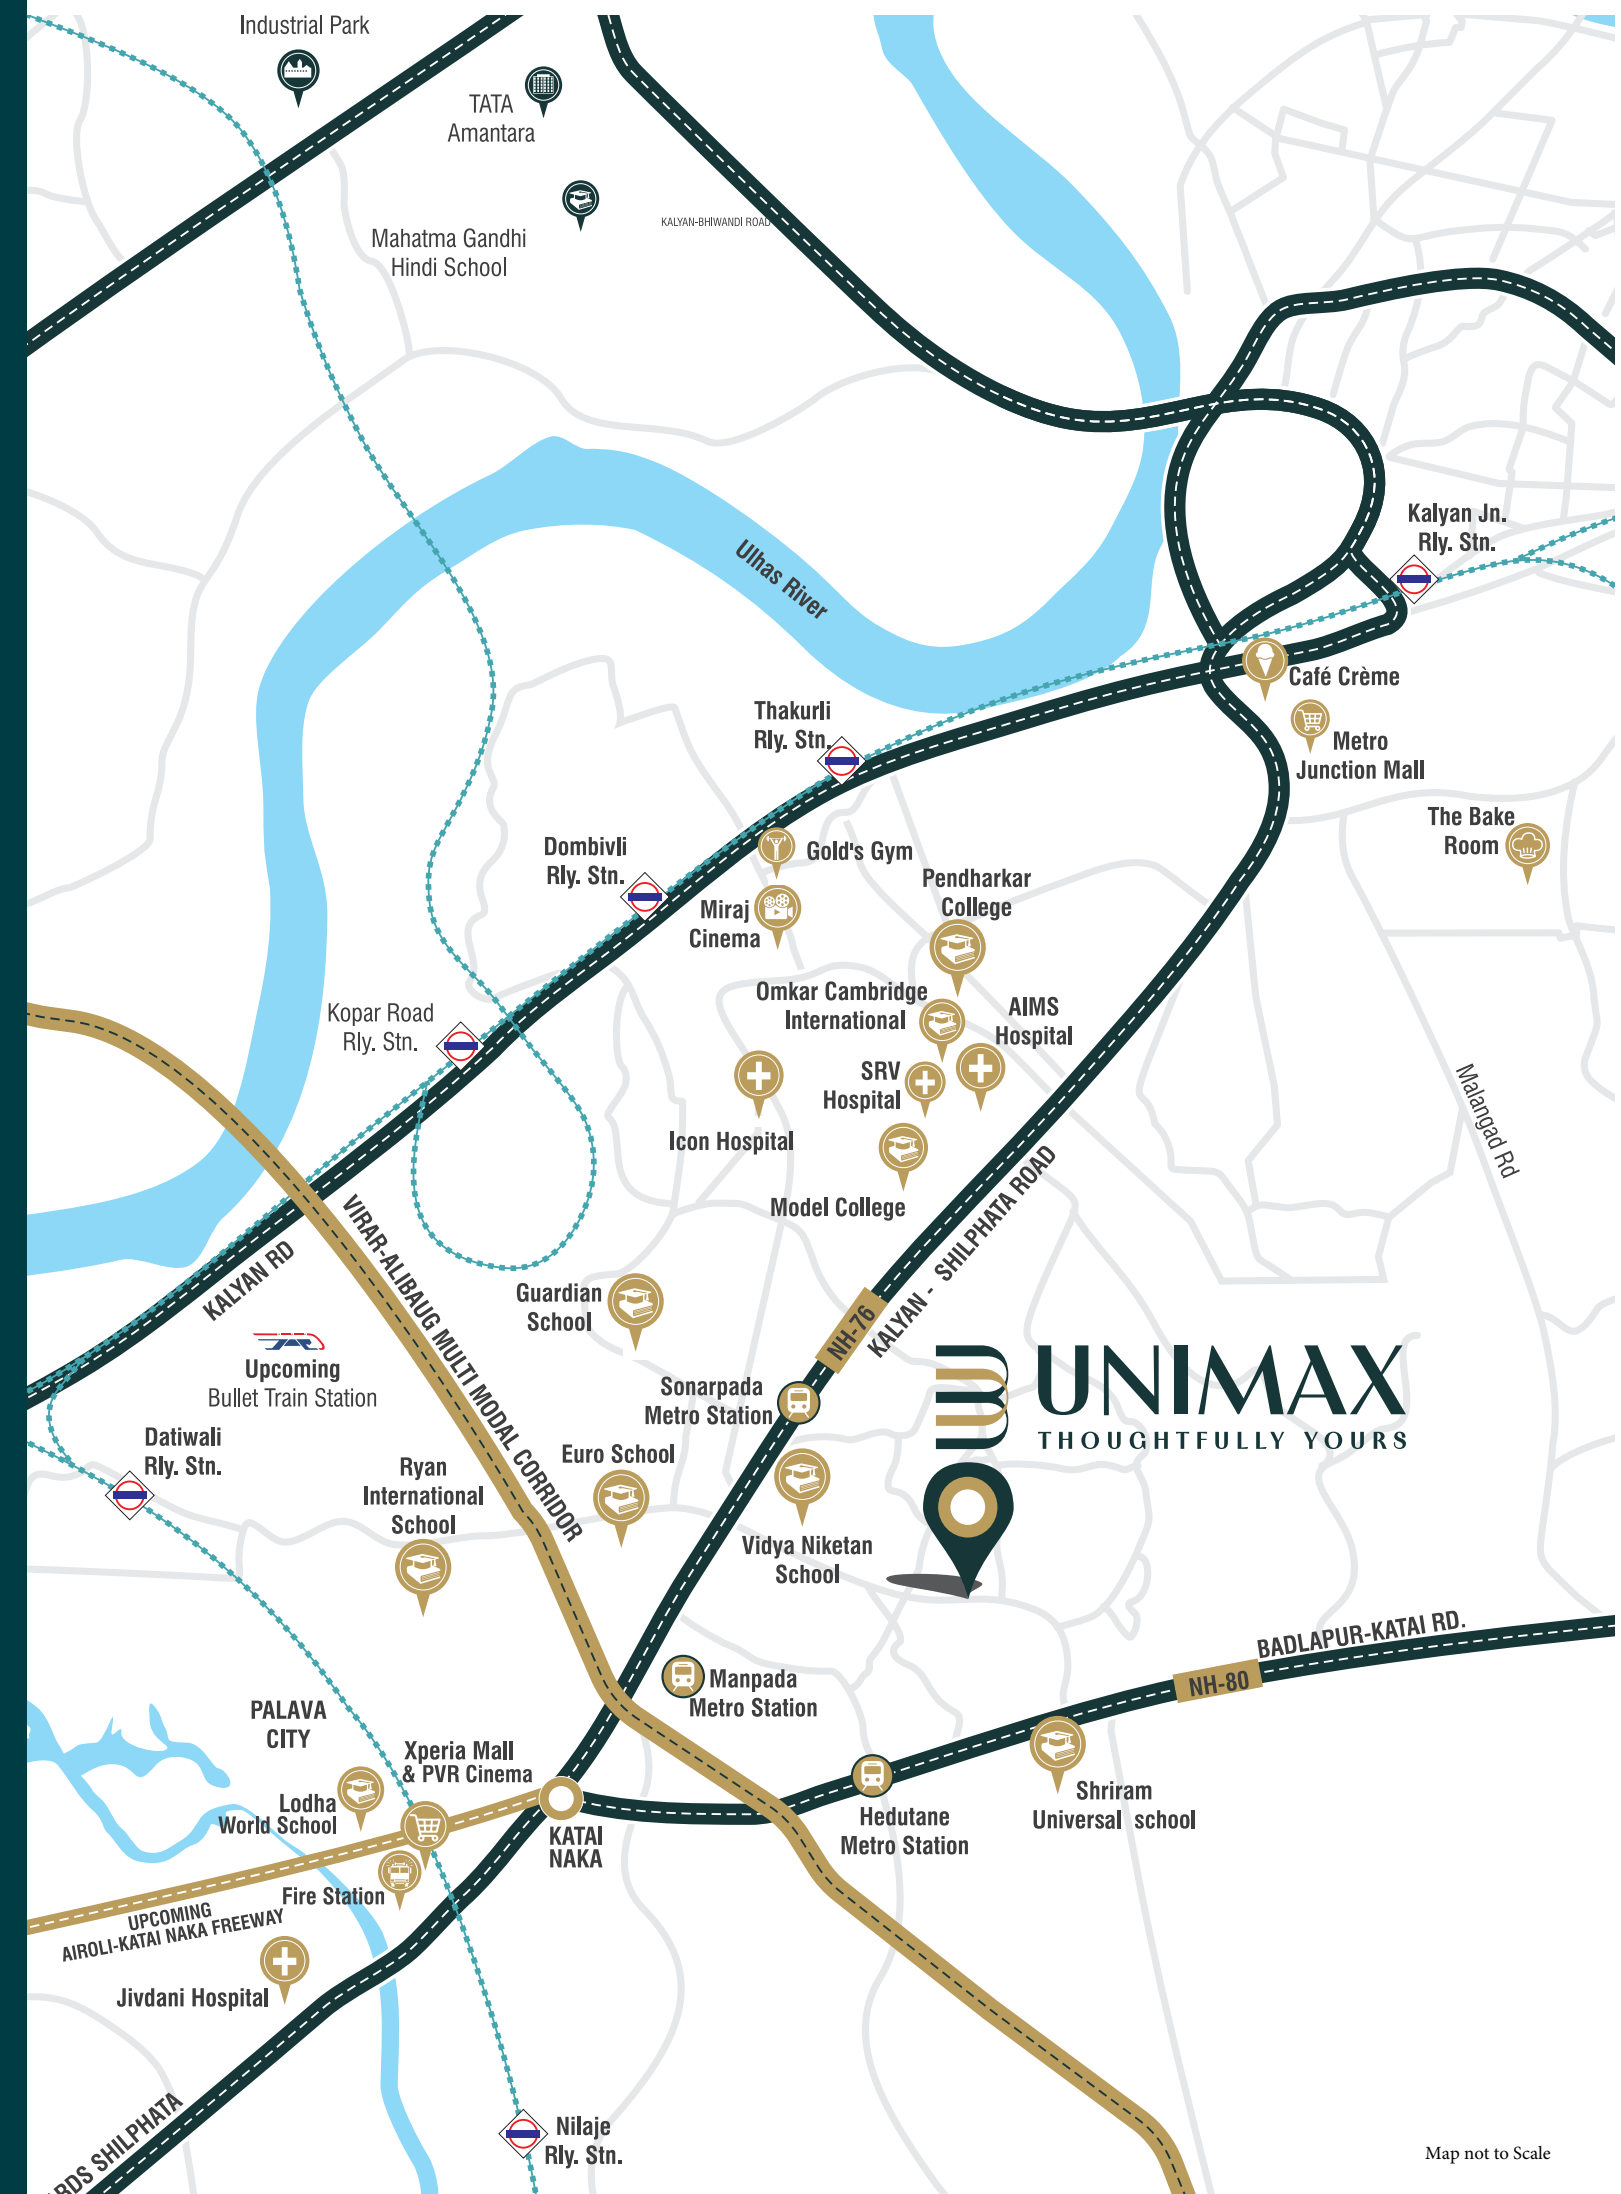 Industrial Park
TATA
Amantara
Mahatma Gandhi
Hindi School
KALYAN-BHIWANDI ROAD
Kalyan Jn.
Rly. Stn.
Ulhas River
Café Crème
Thakurli
Rly. Stn.
Metro
Junction Mall
The Bake
Room
Dombivli
Rly. Stn.
Gold's Gym
Pendharkar
College
Miraj
Cinema
Omkar Cambridge
International
AIMS
Hospital
Kopar Road
Rly. Stn.
SRV
Hospital
Icon Hospital
Malangad Rd
Model College
KALYAN RD
VIRAR-ALIBAUG MULTI MODAL CORRIDOR
KALYAN - SHILPHATA ROAD
Guardian
School
NH-76
Upcoming
Bullet Train Station
Sonarpada
Metro Station
UNIMAX
THOUGHTFULLY YOURS
Datiwali
Rly. Stn.
Ryan
International
School
Euro School
Vidya Niketan
School
BADLAPUR-KATAI RD.
NH-80
Manpada
Metro Station
PALAVA
CITY
Xperia Mall
& PVR Cinema
Lodha
World School
KATAI
NAKA
Hedutane
Metro Station
Shriram
Universal school
Fire Station
UPCOMING
AIROLI-KATAI NAKA FREEWAY
Jivdani Hospital
RDS SHILPHATA
Nilaje
Rly. Stn.
Map not to Scale